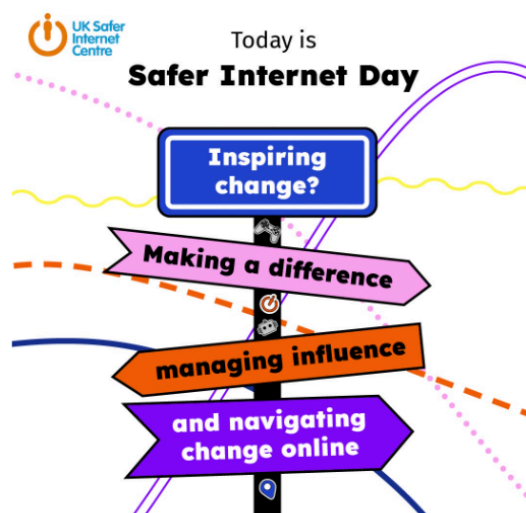 UK Safer
Internet
Centre
Today is
Safer Internet Day
Inspiring
change?
Making a difference
managing influence
and navigating
change online